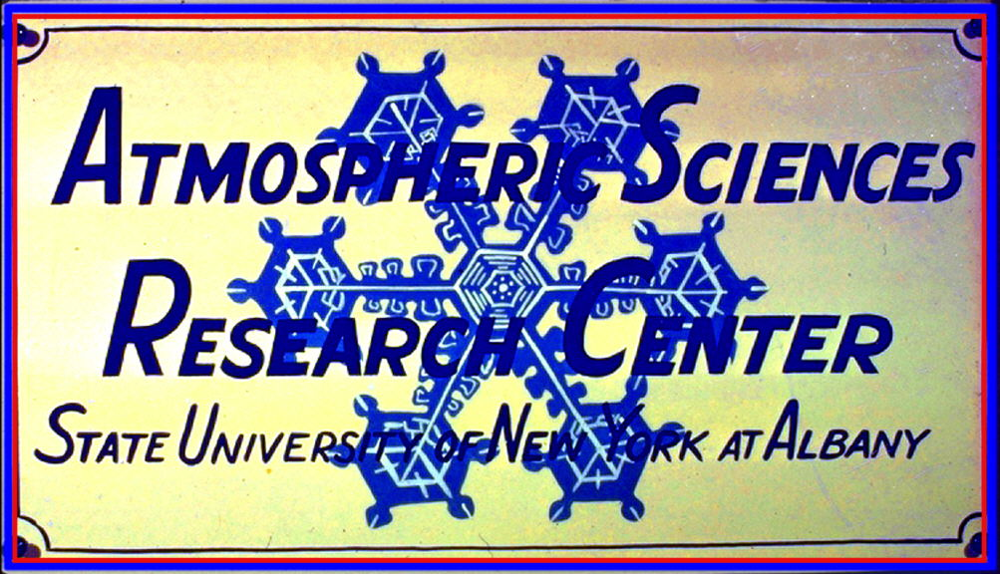 ATMOSPHERIC SCIENCES
RESEARCH CENTER
STATE UNIVERSITY OF NEW YORK AT ALBANY